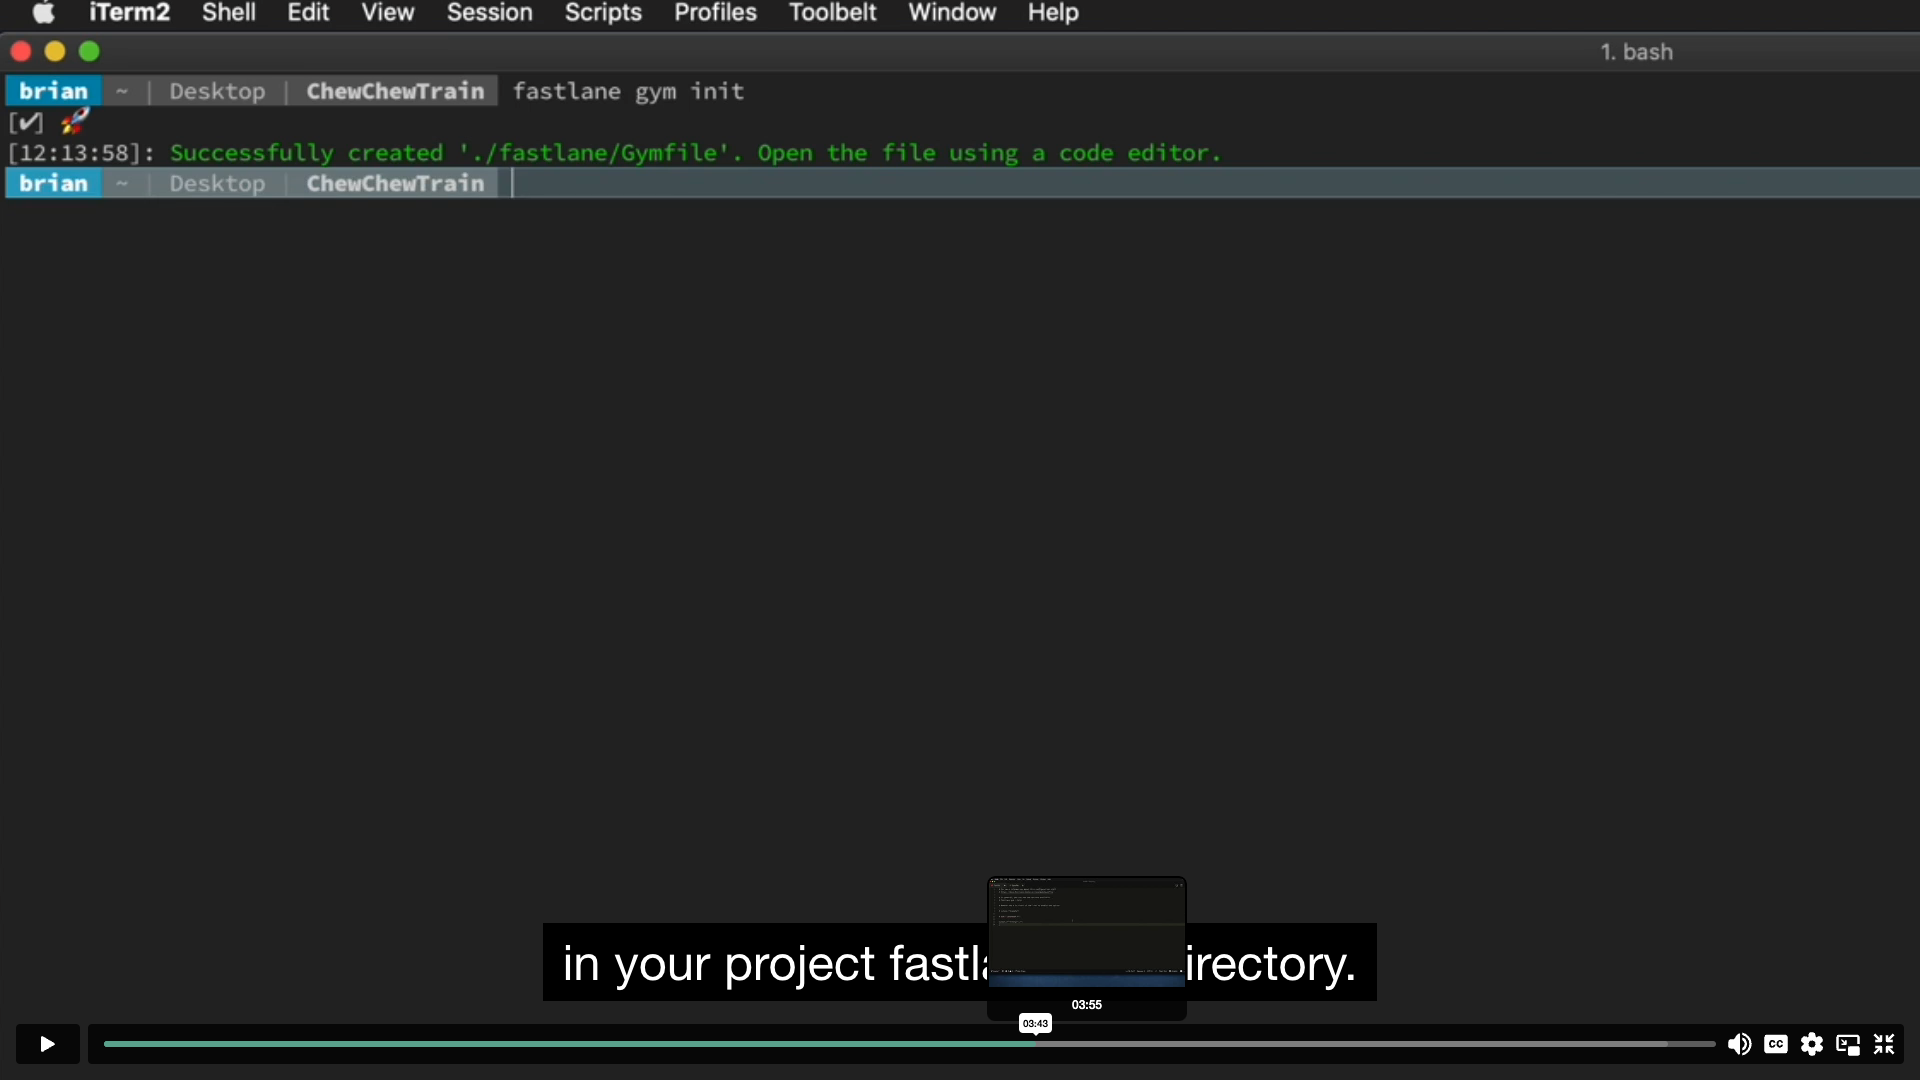 iTerm2 Shell Edit View Session Scripts Profiles Toolbelt Window Help
1. bash
brian ~ | Desktop | ChewChewTrain fastlane gym init
[✔] 🚀
[12:13:58]: Successfully created './fastlane/Gymfile'. Open the file using a code editor.
brian ~ | Desktop | ChewChewTrain
in your project fastla irectory.
03:55
03:43
CC